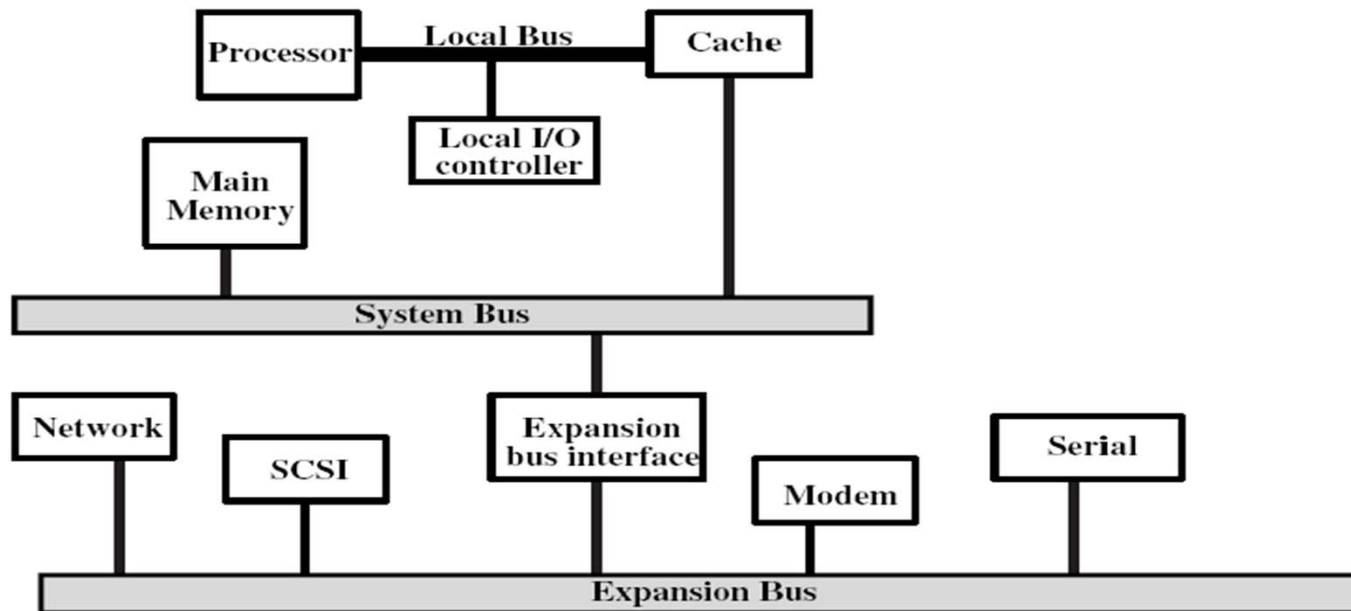 Local Bus
Processor
Cache
Local I/O
controller
Main
Memory
System Bus
Network
SCSI
Expansion
bus interface
Modem
Serial
Expansion Bus